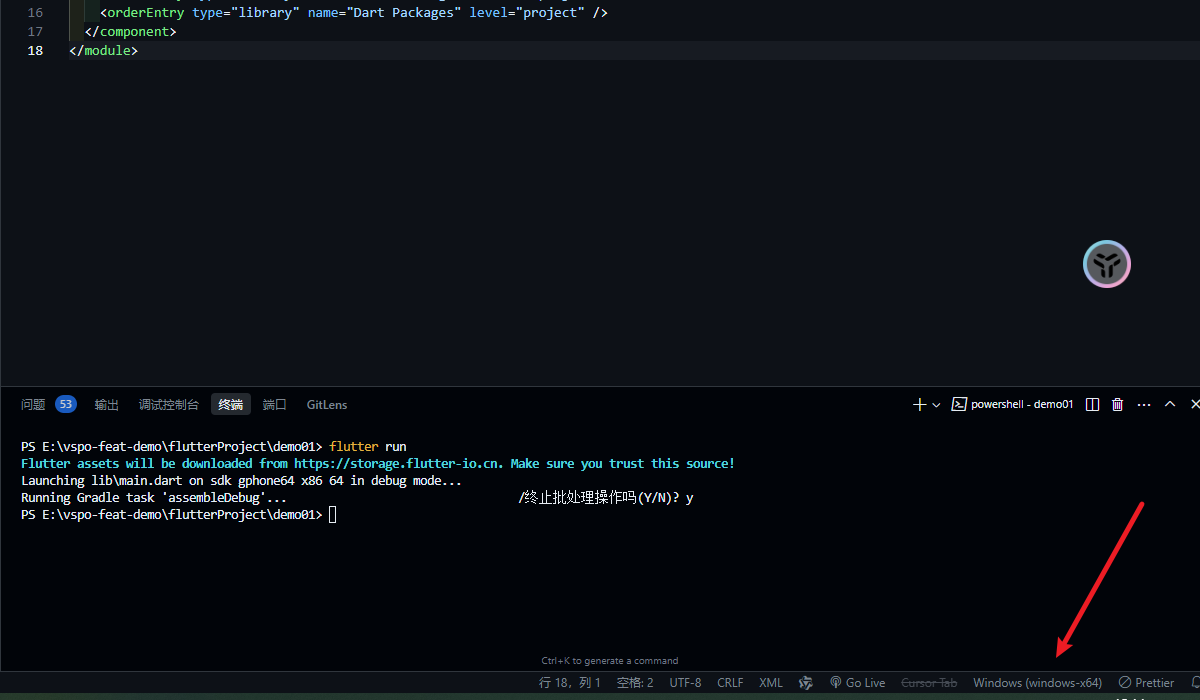 16 <orderEntry type="library" name="Dart Packages" level="project" />
17 </component>
18 </module>
问题 53 输出 调试控制台 终端 端口 GitLens powershell - demo01
PS E:\vspo-feat-demo\flutterProject\demo01> flutter run
Flutter assets will be downloaded from https://storage.flutter-io.cn. Make sure you trust this source!
Launching lib\main.dart on sdk gphone64 x86 64 in debug mode...
Running Gradle task 'assembleDebug'... /终止批处理操作吗(Y/N)? y
PS E:\vspo-feat-demo\flutterProject\demo01>
Ctrl+K to generate a command
行 18，列 1 空格: 2 UTF-8 CRLF XML Go Live Cursor Tab Windows (windows-x64) Prettier